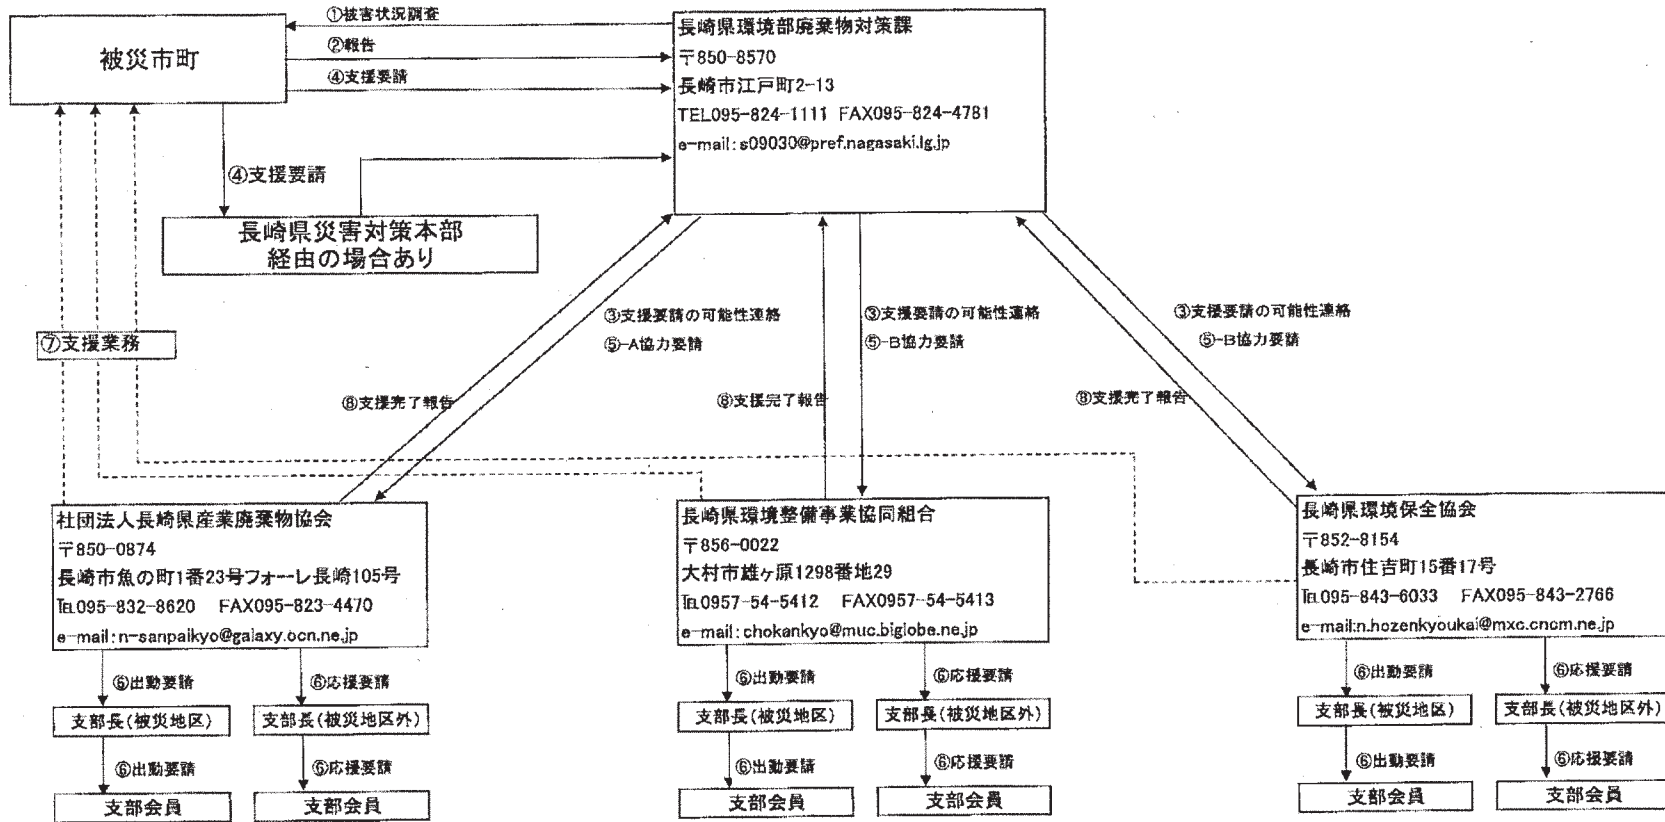 ①被害状況調査
被災市町
②報告
④支援要請
長崎県環境部廃棄物対策課
〒850-8570
長崎市江戸町2-13
TEL095-824-1111 FAX095-824-4781
e-mail:s09030@pref.nagasaki.lg.jp
④支援要請
長崎県災害対策本部
経由の場合あり
⑦支援業務
③支援要請の可能性連絡
⑤-A協力要請
⑧支援完了報告
③支援要請の可能性連絡
⑤-B協力要請
⑧支援完了報告
③支援要請の可能性連絡
⑤-B協力要請
⑧支援完了報告
社団法人長崎県産業廃棄物協会
〒850-0874
長崎市魚の町1番23号フォーレ長崎105号
℡095-832-8620 FAX095-823-4470
e-mail:n-sanpaikyo@galaxy.ocn.ne.jp
⑥出動要請
⑥応援要請
支部長(被災地区)
支部長(被災地区外)
⑥出動要請
⑥応援要請
支部会員
支部会員
長崎県環境整備事業協同組合
〒856-0022
大村市雄ヶ原1298番地29
℡0957-54-5412 FAX0957-54-5413
e-mail:chokankyo@muc.biglobe.ne.jp
⑥出動要請
⑥応援要請
支部長(被災地区)
支部長(被災地区外)
⑥出動要請
⑥応援要請
支部会員
支部会員
長崎県環境保全協会
〒852-8154
長崎市住吉町15番17号
℡095-843-6033 FAX095-843-2766
e-mail:n.hozenkyoukai@mxc.cncm.ne.jp
⑥出動要請
⑥応援要請
支部長(被災地区)
支部長(被災地区外)
⑥出動要請
⑥応援要請
支部会員
支部会員